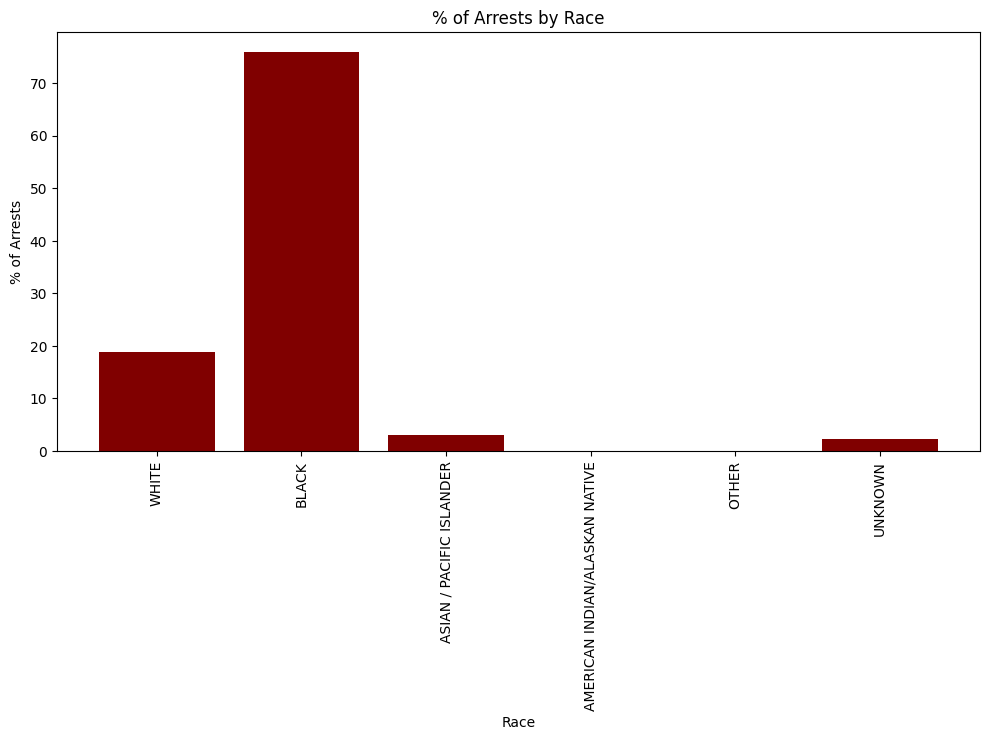 % of Arrests by Race
% of Arrests
70
60
50
40
30
20
10
0
WHITE
BLACK
ASIAN / PACIFIC ISLANDER
AMERICAN INDIAN/ALASKAN NATIVE
OTHER
UNKNOWN
Race